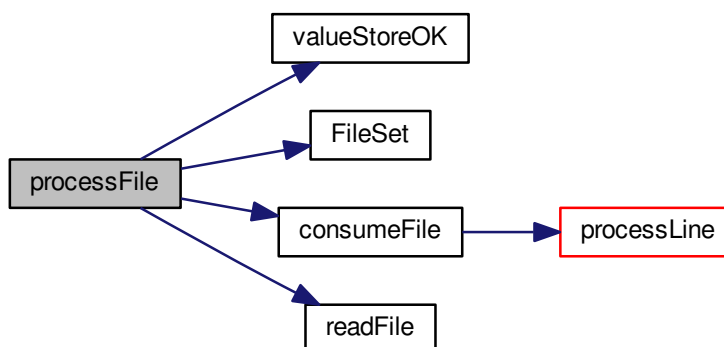 valueStoreOK
FileSet
processFile
consumeFile
processLine
readFile